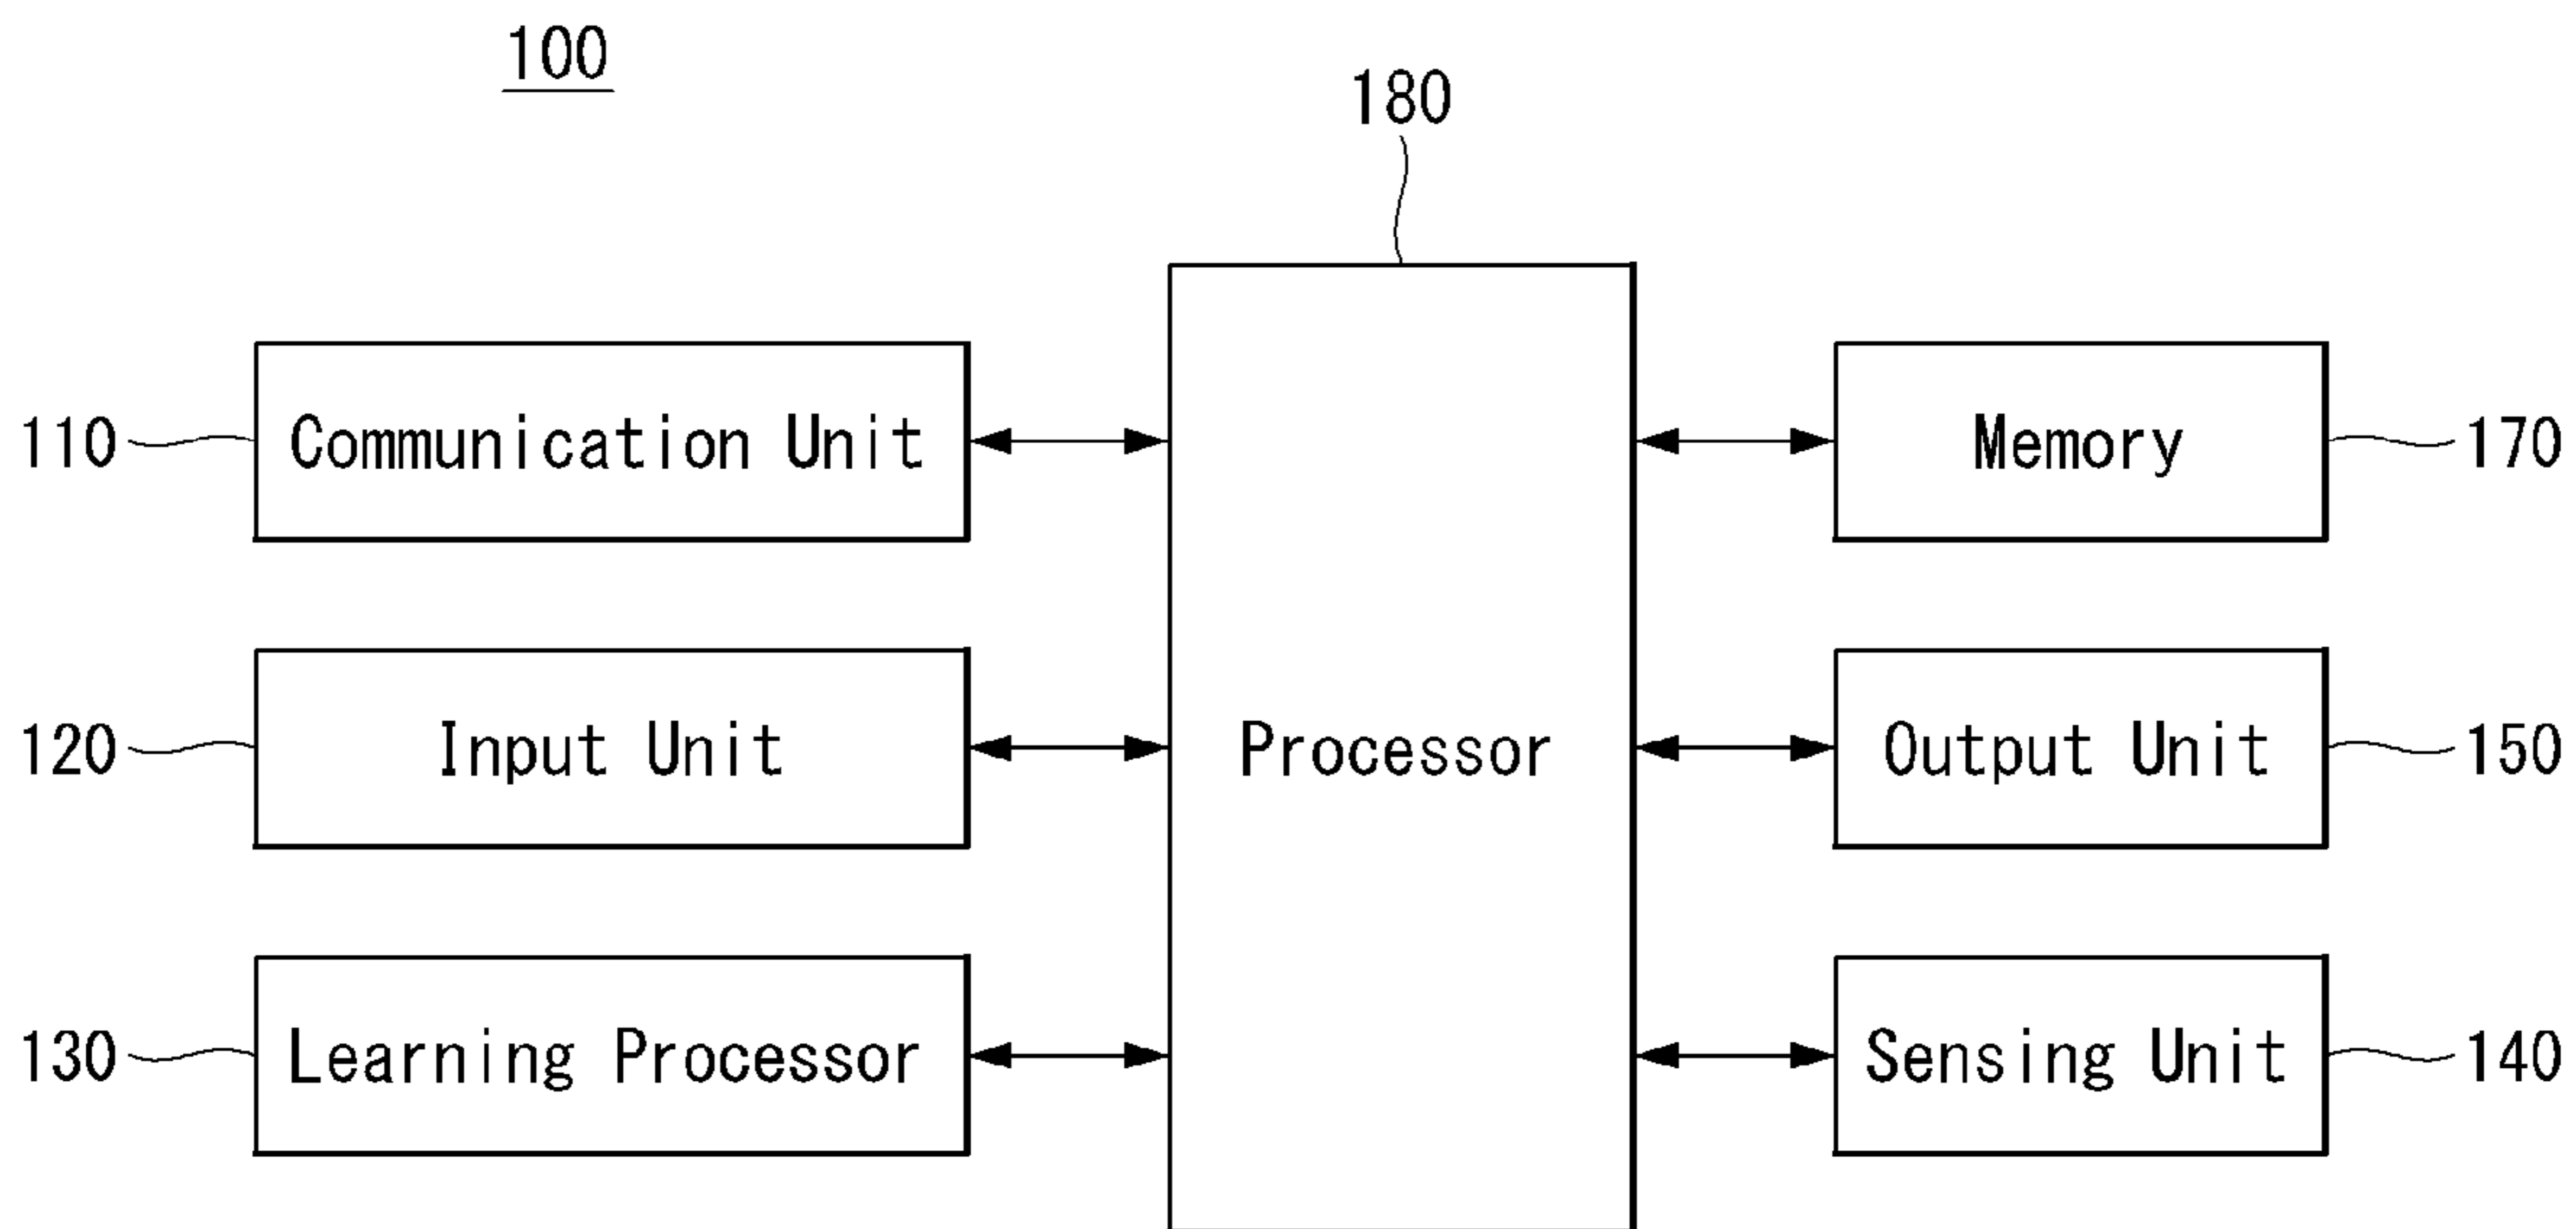 100
180
110 Communication Unit Memory 170
120 Input Unit Processor Output Unit 150
130 Learning Processor Sensing Unit 140